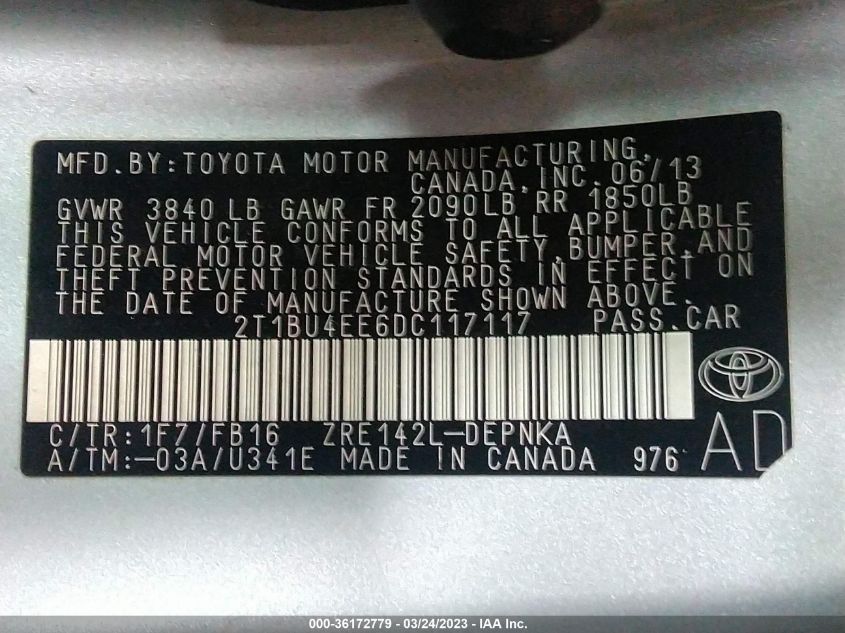 MFD.BY:TOYOTA MOTOR MANUFACTURING,
CANADA,INC. 06/13
GVWR 3840 LB GAWR FR 2090LB RR 1850LB
THIS VEHICLE CONFORMS TO ALL APPLICABLE
FEDERAL MOTOR VEHICLE SAFETY,BUMPER,AND
THEFT PREVENTION STANDARDS IN EFFECT ON
THE DATE OF MANUFACTURE SHOWN ABOVE.
2T1BU4EE6DC117117 PASS.CAR
C/TR:1F7/FB16 ZRE142L-DEPNKA
A/TM:-03A/U341E MADE IN CANADA 976 AD
000-36172779 - 03/24/2023 - IAA Inc.